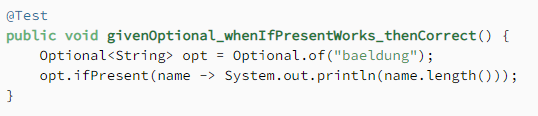 @Test
public void givenOptional_whenIfPresentWorks_thenCorrect() {
    Optional<String> opt = Optional.of("baeldung");
    opt.ifPresent(name -> System.out.println(name.length()));
}